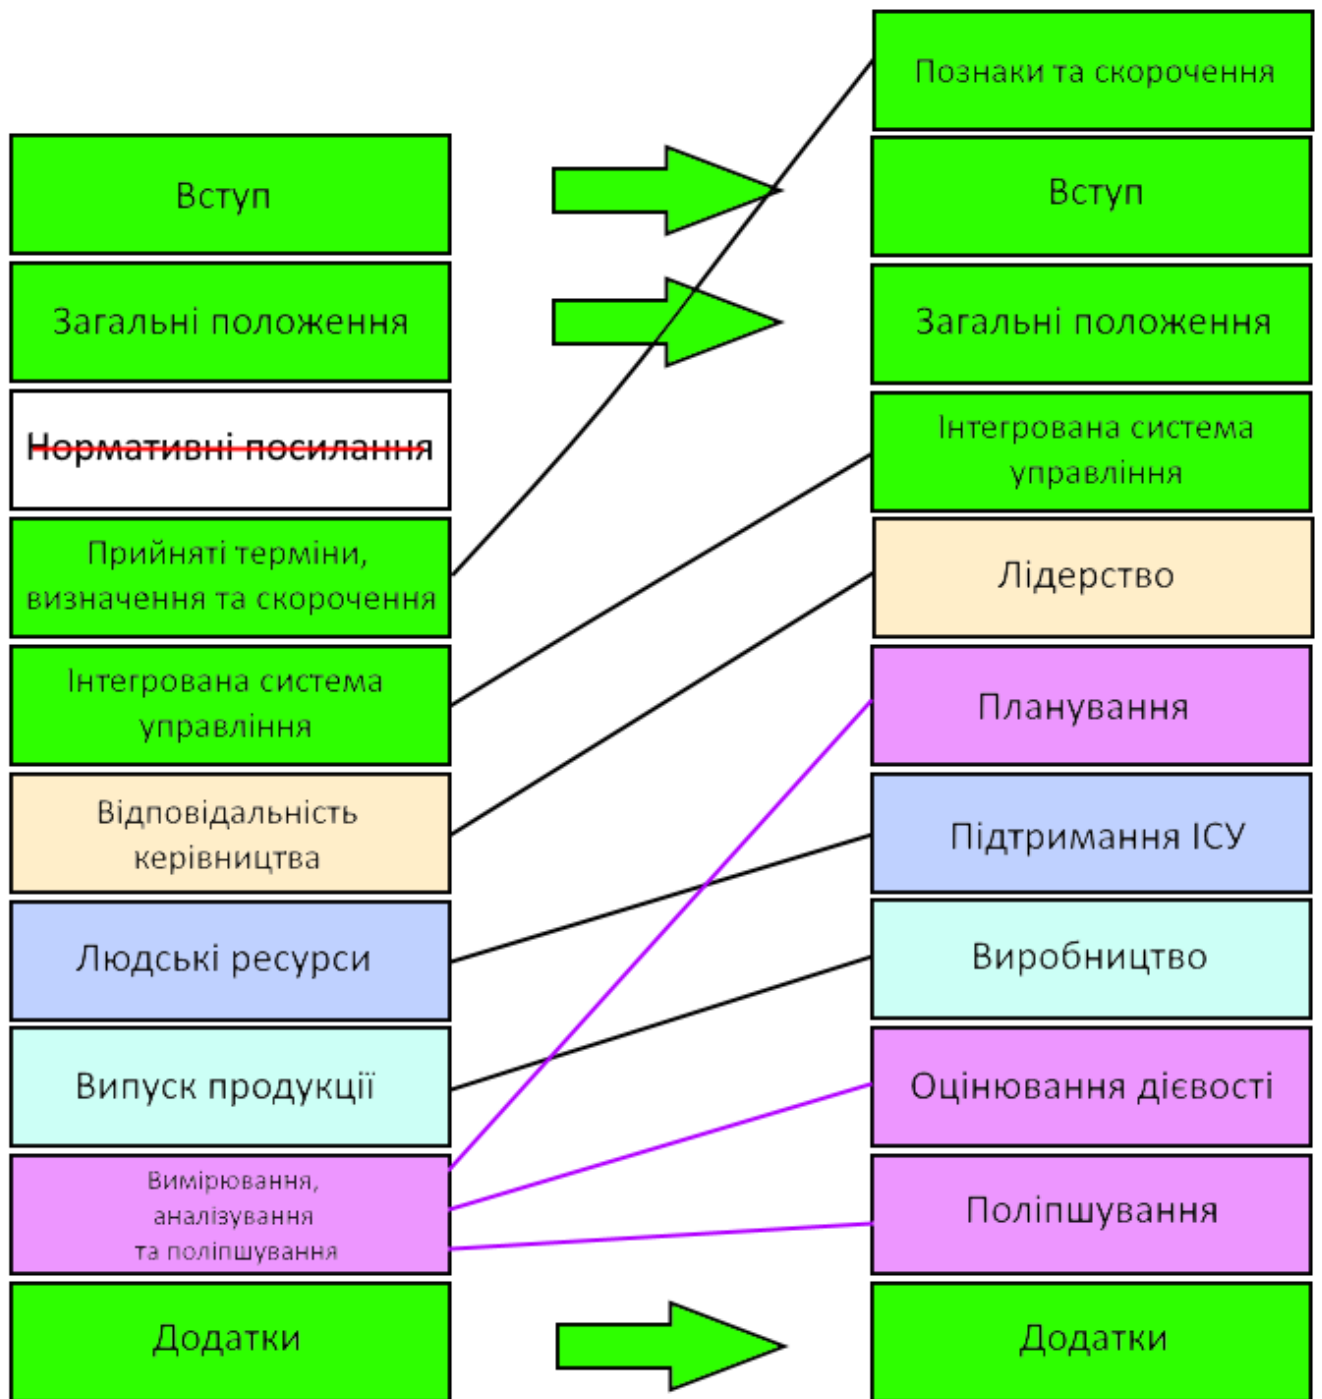 Вступ
Загальні положення
Нормативні посилання
Прийняті терміни,
визначення та скорочення
Інтегрована система
управління
Відповідальність
керівництва
Людські ресурси
Випуск продукції
Вимірювання,
аналізування
та поліпшування
Додатки
Познаки та скорочення
Вступ
Загальні положення
Інтегрована система
управління
Лідерство
Планування
Підтримання ІСУ
Виробництво
Оцінювання дієвості
Поліпшування
Додатки